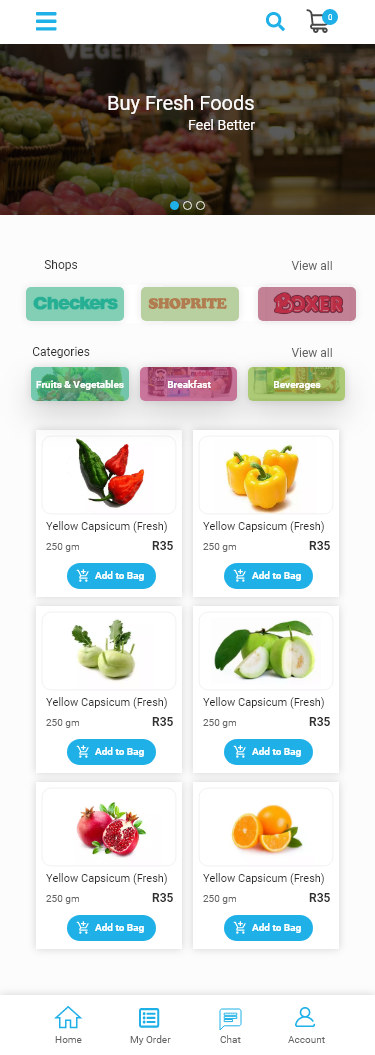 0
VEGETABL
Buy Fresh Foods
Feel Better
Shops View all
Checkers SHOPRITE BOXER
Categories View all
Fruits & Vegetables Breakfast Beverages
Yellow Capsicum (Fresh) Yellow Capsicum (Fresh)
250 gm R35 250 gm R35
Add to Bag Add to Bag
Yellow Capsicum (Fresh) Yellow Capsicum (Fresh)
250 gm R35 250 gm R35
Add to Bag Add to Bag
Yellow Capsicum (Fresh) Yellow Capsicum (Fresh)
250 gm R35 250 gm R35
Add to Bag Add to Bag
Home My Order Chat Account